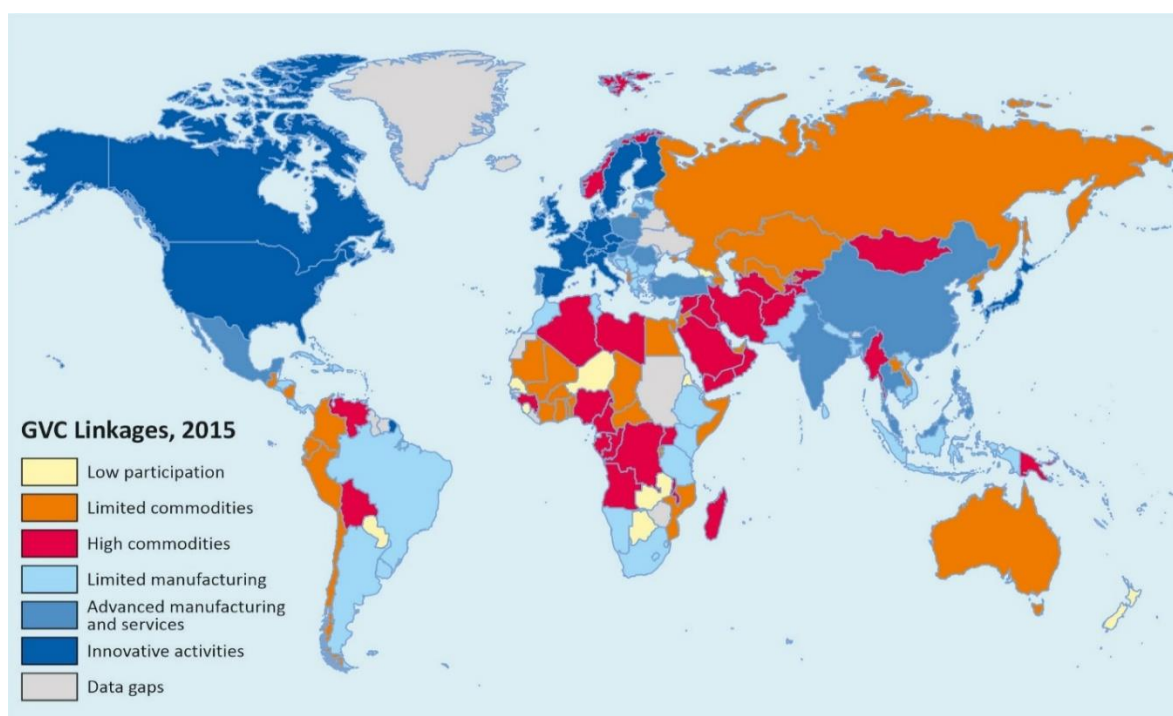 GVC Linkages, 2015
Low participation
Limited commodities
High commodities
Limited manufacturing
Advanced manufacturing
and services
Innovative activities
Data gaps